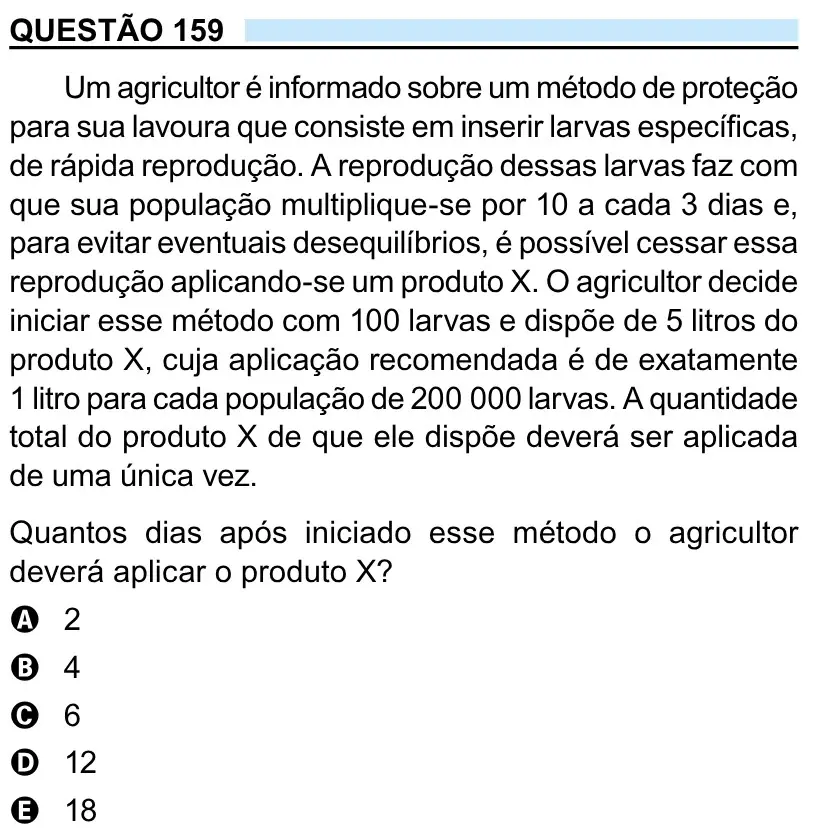 QUESTÃO 159
Um agricultor é informado sobre um método de proteção
para sua lavoura que consiste em inserir larvas específicas,
de rápida reprodução. A reprodução dessas larvas faz com
que sua população multiplique-se por 10 a cada 3 dias e,
para evitar eventuais desequilíbrios, é possível cessar essa
reprodução aplicando-se um produto X. O agricultor decide
iniciar esse método com 100 larvas e dispõe de 5 litros do
produto X, cuja aplicação recomendada é de exatamente
1 litro para cada população de 200 000 larvas. A quantidade
total do produto X de que ele dispõe deverá ser aplicada
de uma única vez.
Quantos dias após iniciado esse método o agricultor
deverá aplicar o produto X?
A 2
B 4
C 6
D 12
E 18